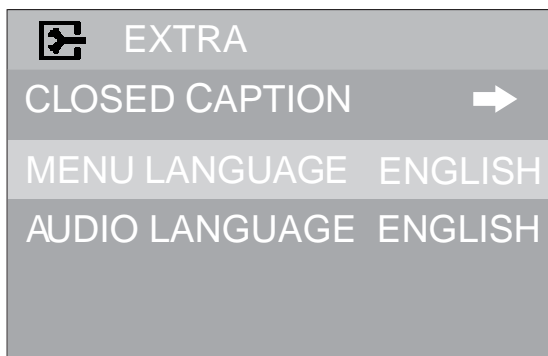 EXTRA
CLOSED CAPTION
MENU LANGUAGE ENGLISH
AUDIO LANGUAGE ENGLISH